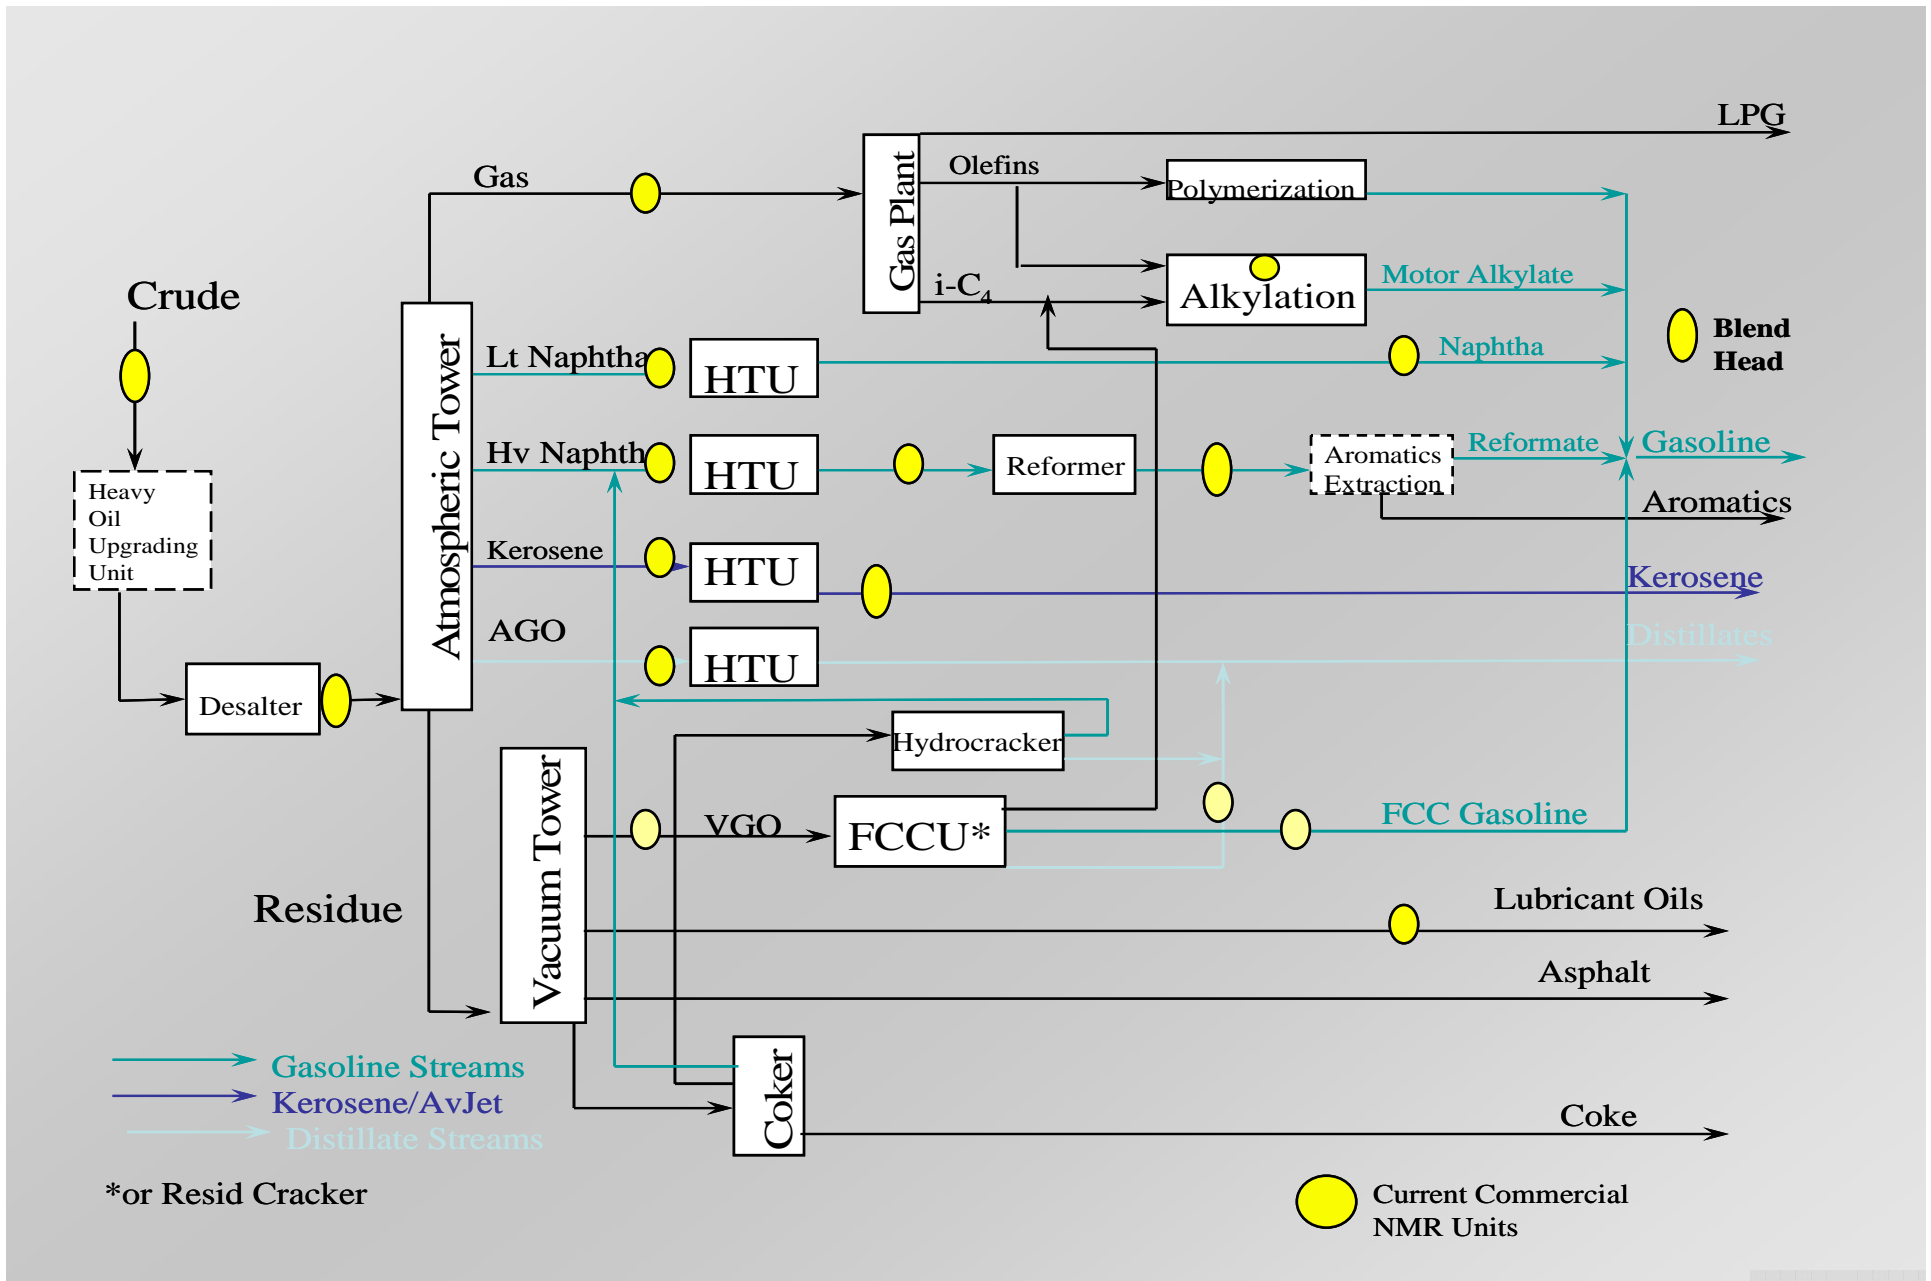 LPG
Gas
Olefins
Polymerization
Gas Plant
i-C4
Motor Alkylate
Alkylation
Crude
Blend
Head
Lt Naphtha
HTU
Naphtha
Atmospheric Tower
Hv Naphth
HTU
Reformer
Aromatics
Extraction
Reformate
Gasoline
Aromatics
Heavy
Oil
Upgrading
Unit
Kerosene
HTU
Kerosene
AGO
HTU
Distillates
Desalter
Hydrocracker
Vacuum Tower
VGO
FCCU*
FCC Gasoline
Residue
Lubricant Oils
Asphalt
Gasoline Streams
Kerosene/AvJet
Distillate Streams
Coker
Coke
*or Resid Cracker
Current Commercial
NMR Units